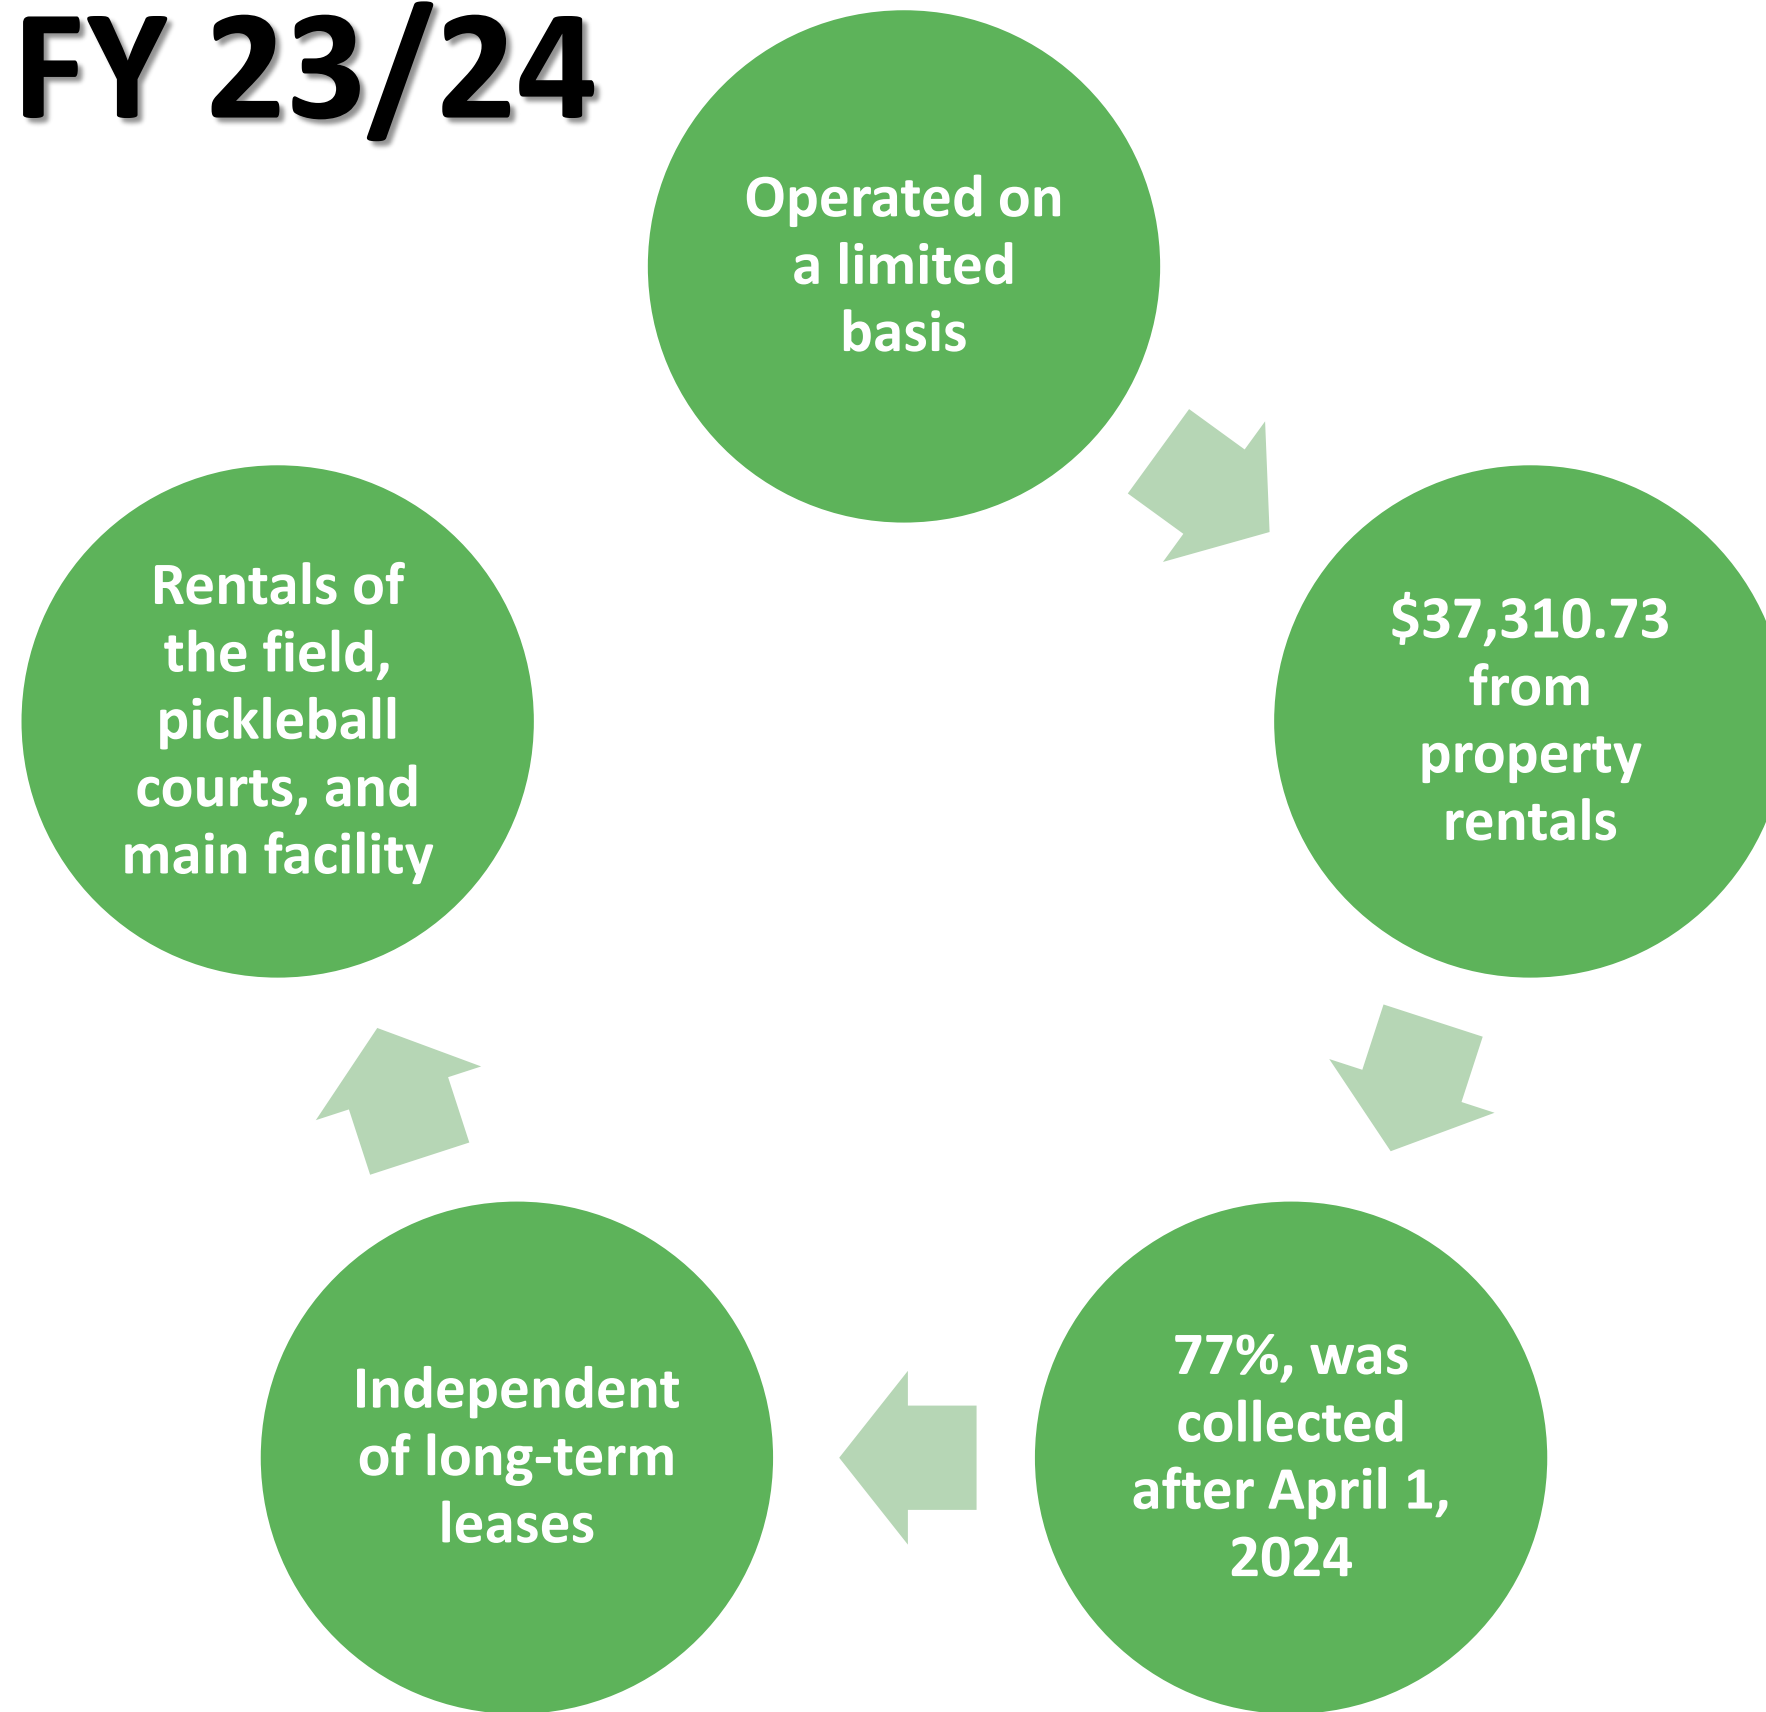 FY 23/24
Operated on
a limited
basis
$37,310.73
from
property
rentals
77%, was
collected
after April 1,
2024
Independent
of long-term
leases
Rentals of
the field,
pickleball
courts, and
main facility